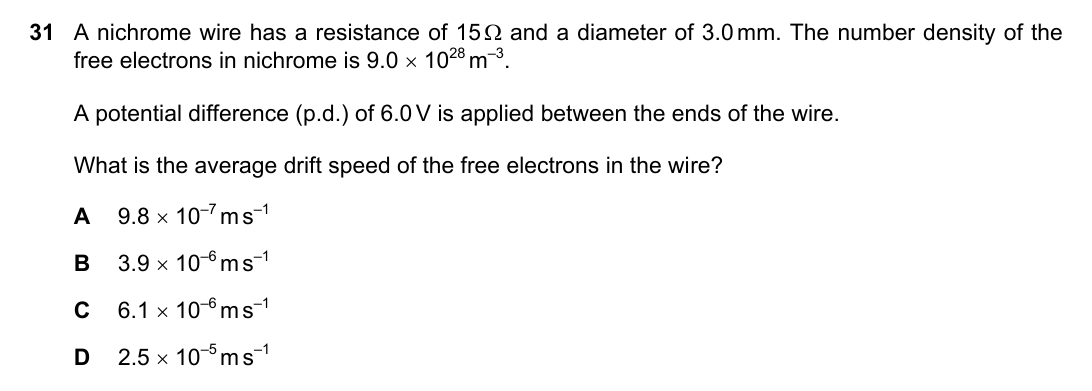 31 A nichrome wire has a resistance of 15Ω and a diameter of 3.0 mm. The number density of the
free electrons in nichrome is 9.0 × 10²⁸ m⁻³.
A potential difference (p.d.) of 6.0 V is applied between the ends of the wire.
What is the average drift speed of the free electrons in the wire?
A 9.8 × 10⁻⁷ m s⁻¹
B 3.9 × 10⁻⁶ m s⁻¹
C 6.1 × 10⁻⁶ m s⁻¹
D 2.5 × 10⁻⁵ m s⁻¹